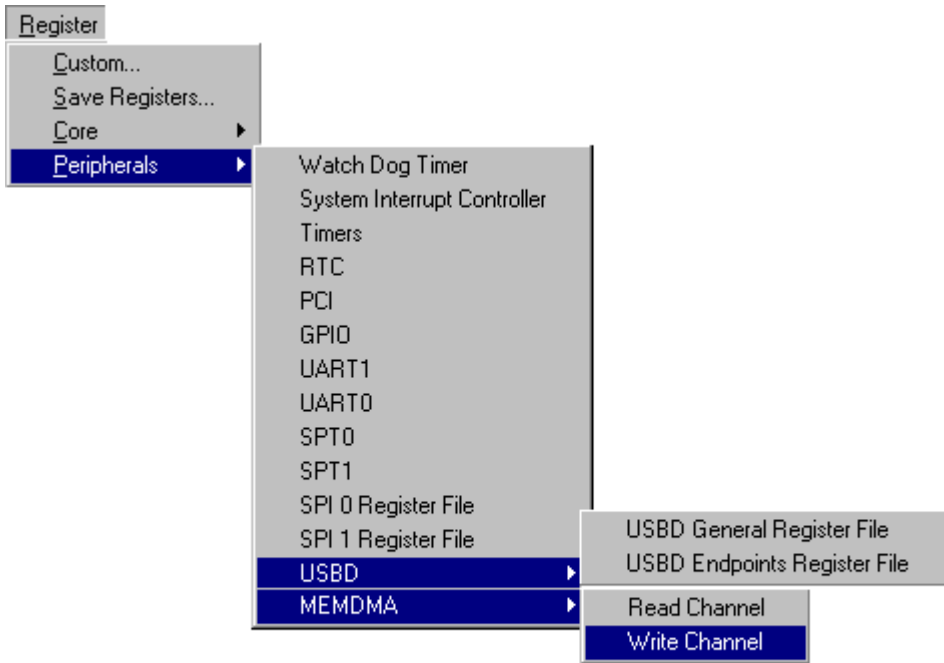 Register
Custom...
Save Registers...
Core
Peripherals
Watch Dog Timer
System Interrupt Controller
Timers
RTC
PCI
GPIO
UART1
UART0
SPT0
SPT1
SPI 0 Register File
SPI 1 Register File
USBD
MEMDMA
USBD General Register File
USBD Endpoints Register File
Read Channel
Write Channel